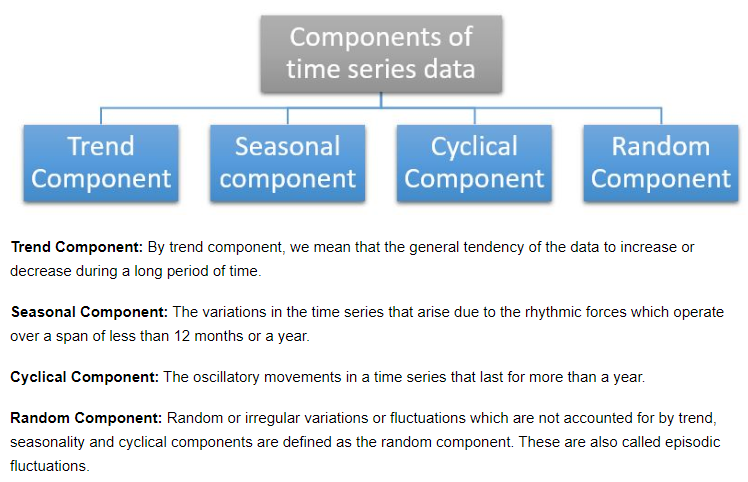 Components of
time series data
Trend
Component
Seasonal
component
Cyclical
Component
Random
Component
Trend Component: By trend component, we mean that the general tendency of the data to increase or
decrease during a long period of time.
Seasonal Component: The variations in the time series that arise due to the rhythmic forces which operate
over a span of less than 12 months or a year.
Cyclical Component: The oscillatory movements in a time series that last for more than a year.
Random Component: Random or irregular variations or fluctuations which are not accounted for by trend,
seasonality and cyclical components are defined as the random component. These are also called episodic
fluctuations.